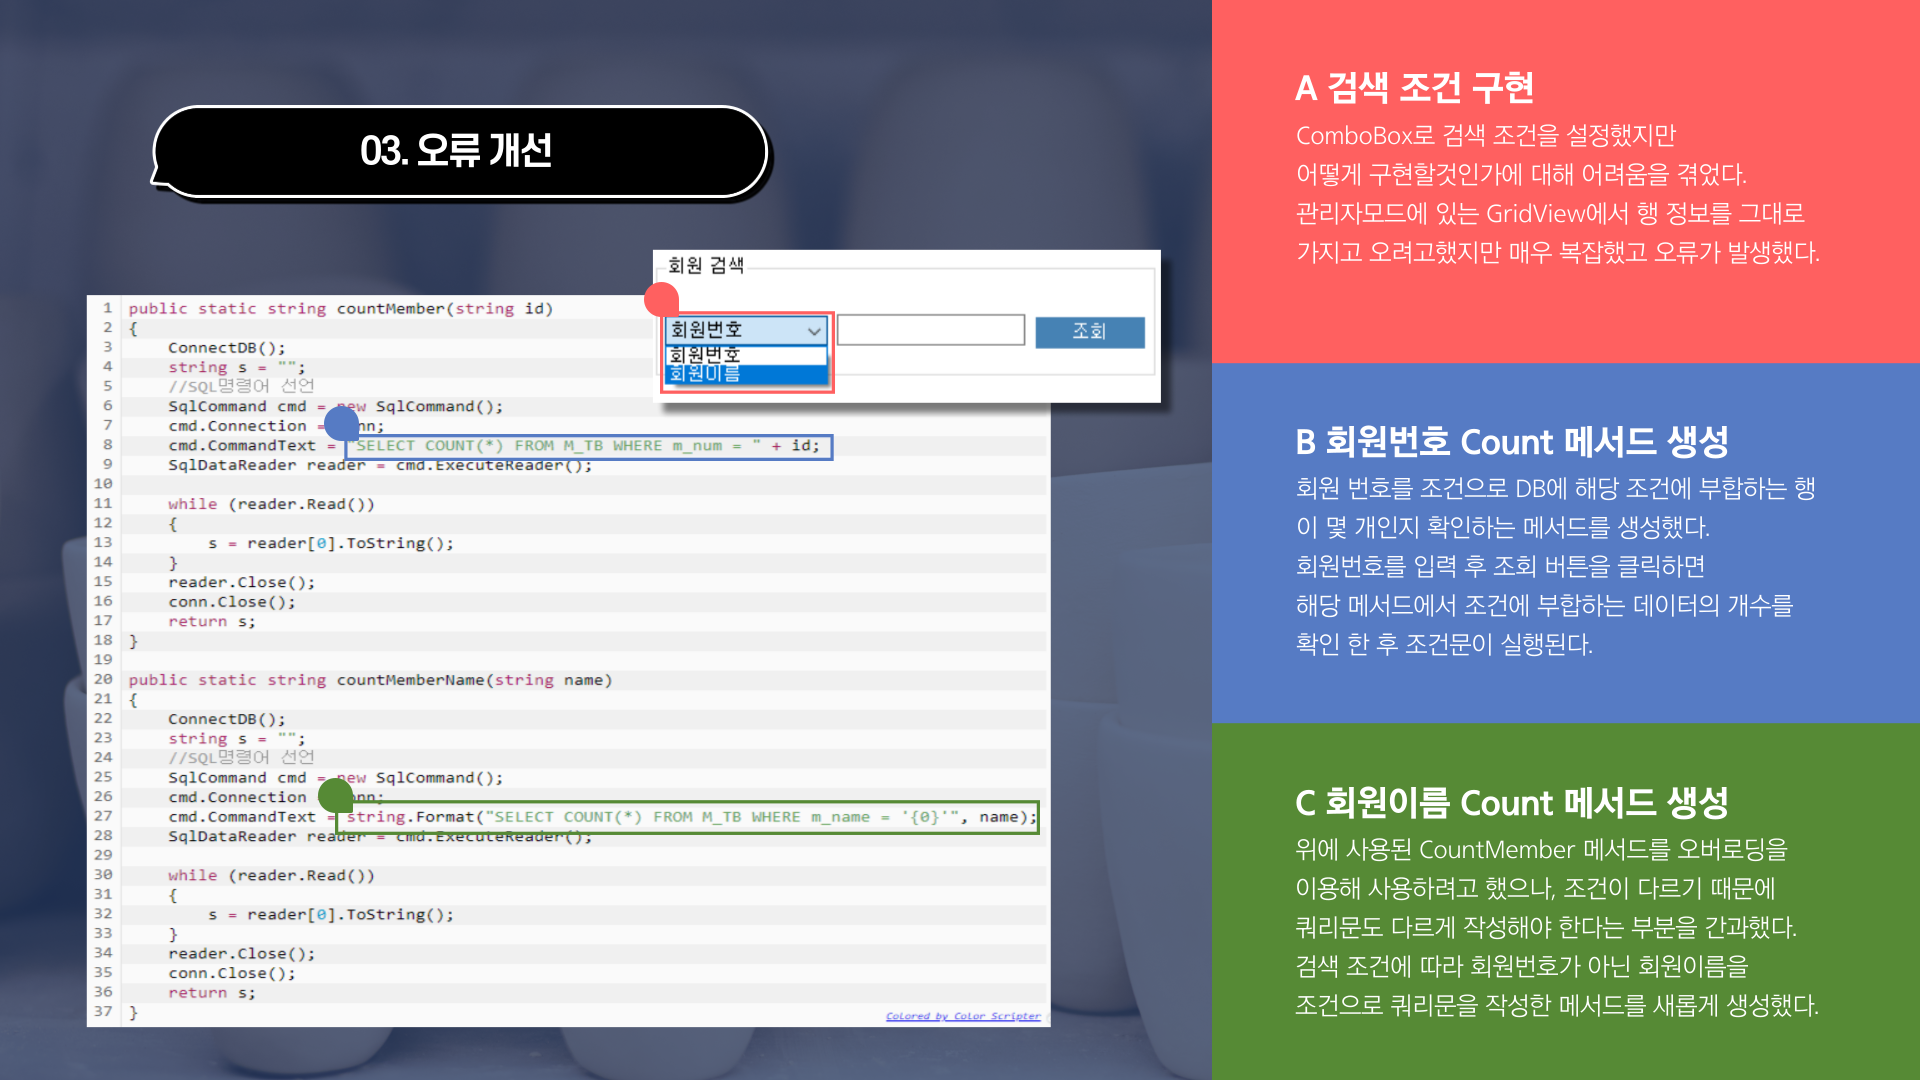 03. 오류 개선
회원 검색
회원번호
조회
회원번호
회원이름
1 public static string countMember(string id)
2 {
3 ConnectDB();
4 string s = "";
5 //SQL명령어 선언
6 SqlCommand cmd = new SqlCommand();
7 cmd.Connection nn;
8 cmd.CommandText = "SELECT COUNT(*) FROM M_TB WHERE m_num = " + id;
9 SqlDataReader reader = cmd.ExecuteReader();
10
11 while (reader.Read())
12 {
13 s = reader[0].ToString();
14 }
15 reader.Close();
16 conn.Close();
17 return s;
18 }
19
20 public static string countMemberName(string name)
21 {
22 ConnectDB();
23 string s = "";
24 //SQL명령어 선언
25 SqlCommand cmd = new SqlCommand();
26 cmd.Connection onn;
27 cmd.CommandText = string.Format("SELECT COUNT(*) FROM M_TB WHERE m_name = '{0}'", name);
28 SqlDataReader reader = cmd.ExecuteReader();
29
30 while (reader.Read())
31 {
32 s = reader[0].ToString();
33 }
34 reader.Close();
35 conn.Close();
36 return s;
37 }
Colored by Color Scripter
A 검색 조건 구현
ComboBox로 검색 조건을 설정했지만
어떻게 구현할것인가에 대해 어려움을 겪었다.
관리자모드에 있는 GridView에서 행 정보를 그대로
가지고 오려고했지만 매우 복잡했고 오류가 발생했다.
B 회원번호 Count 메서드 생성
회원 번호를 조건으로 DB에 해당 조건에 부합하는 행
이 몇 개인지 확인하는 메서드를 생성했다.
회원번호를 입력 후 조회 버튼을 클릭하면
해당 메서드에서 조건에 부합하는 데이터의 개수를
확인 한 후 조건문이 실행된다.
C 회원이름 Count 메서드 생성
위에 사용된 CountMember 메서드를 오버로딩을
이용해 사용하려고 했으나, 조건이 다르기 때문에
쿼리문도 다르게 작성해야 한다는 부분을 간과했다.
검색 조건에 따라 회원번호가 아닌 회원이름을
조건으로 쿼리문을 작성한 메서드를 새롭게 생성했다.